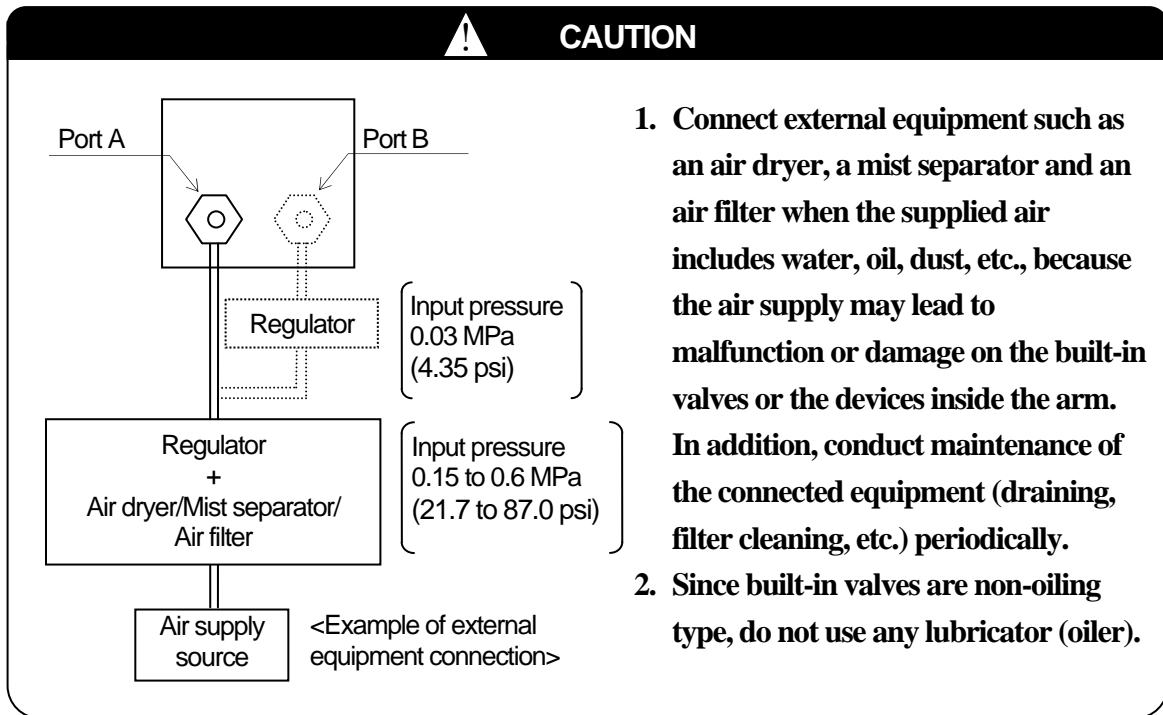 CAUTION
Port A
Port B
Regulator
Input pressure
0.03 MPa
(4.35 psi)
Regulator
+
Air dryer/Mist separator/
Air filter
Input pressure
0.15 to 0.6 MPa
(21.7 to 87.0 psi)
Air supply
source
<Example of external
equipment connection>
1. Connect external equipment such as
an air dryer, a mist separator and an
air filter when the supplied air
includes water, oil, dust, etc., because
the air supply may lead to
malfunction or damage on the built-in
valves or the devices inside the arm.
In addition, conduct maintenance of
the connected equipment (draining,
filter cleaning, etc.) periodically.
2. Since built-in valves are non-oiling
type, do not use any lubricator (oiler).